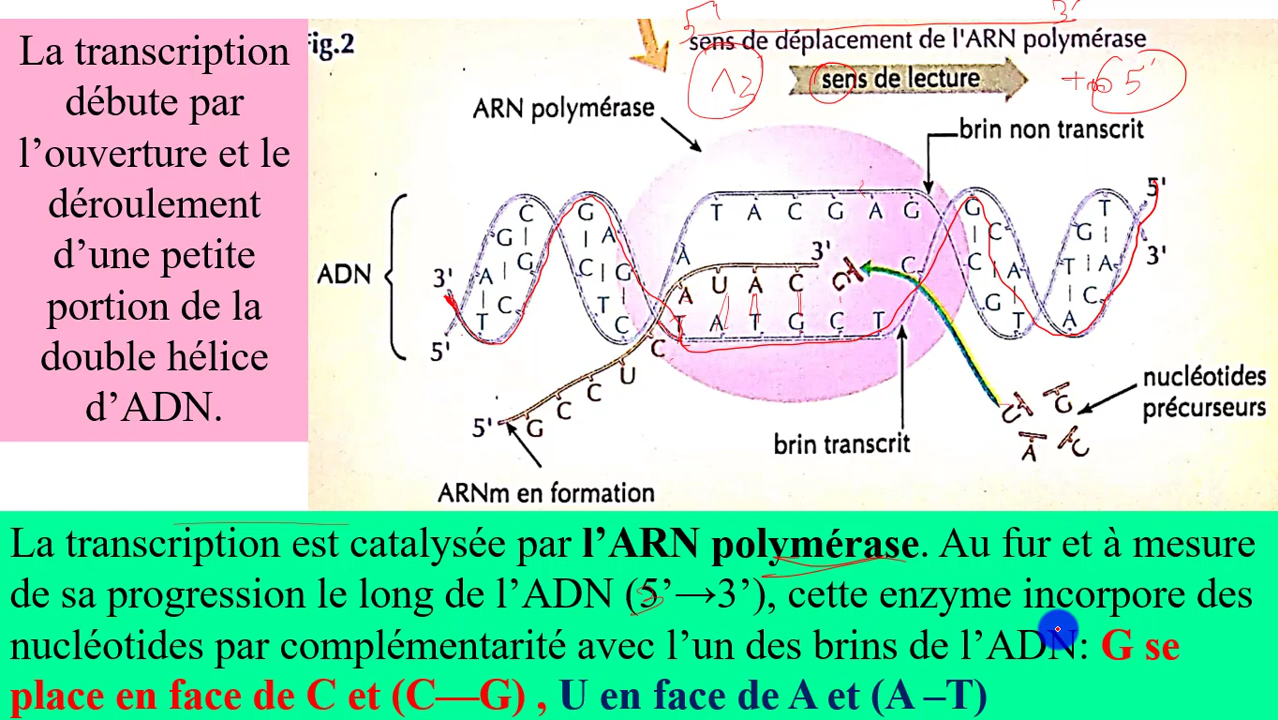 La transcription
débute par
l'ouverture et le
déroulement
d'une petite
portion de la
double hélice
d'ADN.
Fig.2
5' 3'
sens de déplacement de l'ARN polymérase
sens de lecture
5'
ARN polymérase
brin non transcrit
ADN
3'
5'
C G T A C G A G G T
G A C G
A G C G A 3' C C A T A
A U A C
T C T C T A T G C T G T A C
5'
3'
C
U
C
C
G
5'
U G
A C
nucléotides
précurseurs
brin transcrit
ARNm en formation
La transcription est catalysée par l'ARN polymérase. Au fur et à mesure
de sa progression le long de l'ADN (5'→3'), cette enzyme incorpore des
nucléotides par complémentarité avec l'un des brins de l'ADN: G se
place en face de C et (C—G) , U en face de A et (A –T)